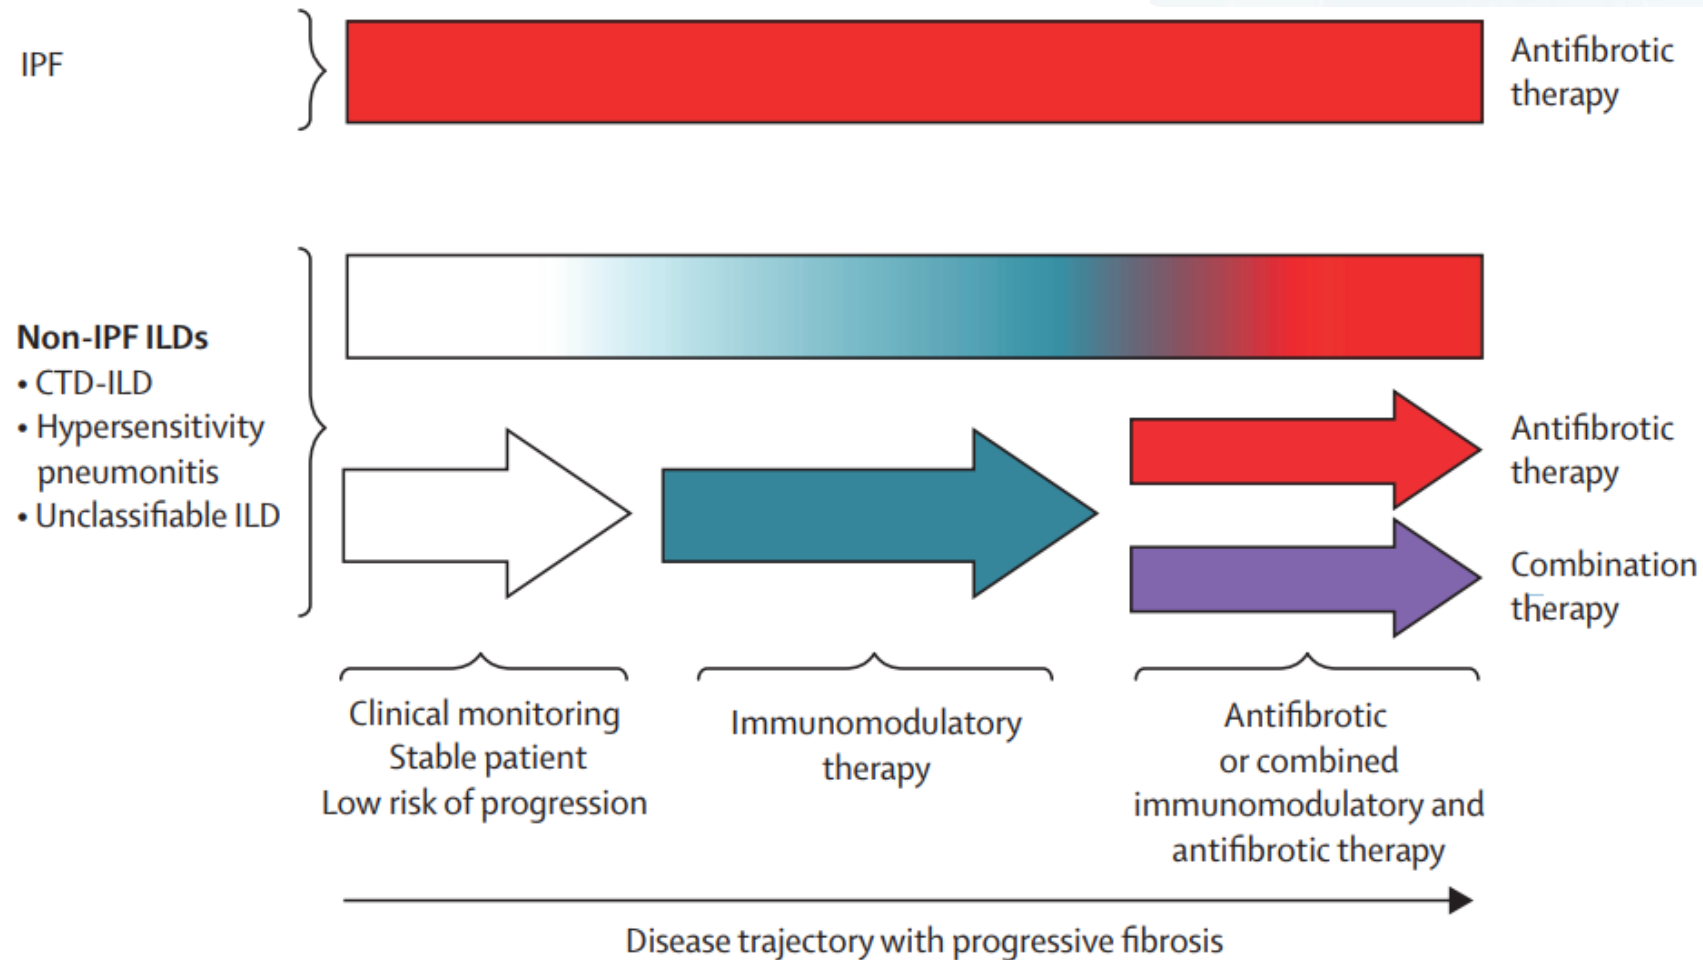 IPF
Antifibrotic
therapy
Non-IPF ILDs
• CTD-ILD
• Hypersensitivity
pneumonitis
• Unclassifiable ILD
Antifibrotic
therapy
Combination
therapy
Clinical monitoring
Stable patient
Low risk of progression
Immunomodulatory
therapy
Antifibrotic
or combined
immunomodulatory and
antifibrotic therapy
Disease trajectory with progressive fibrosis